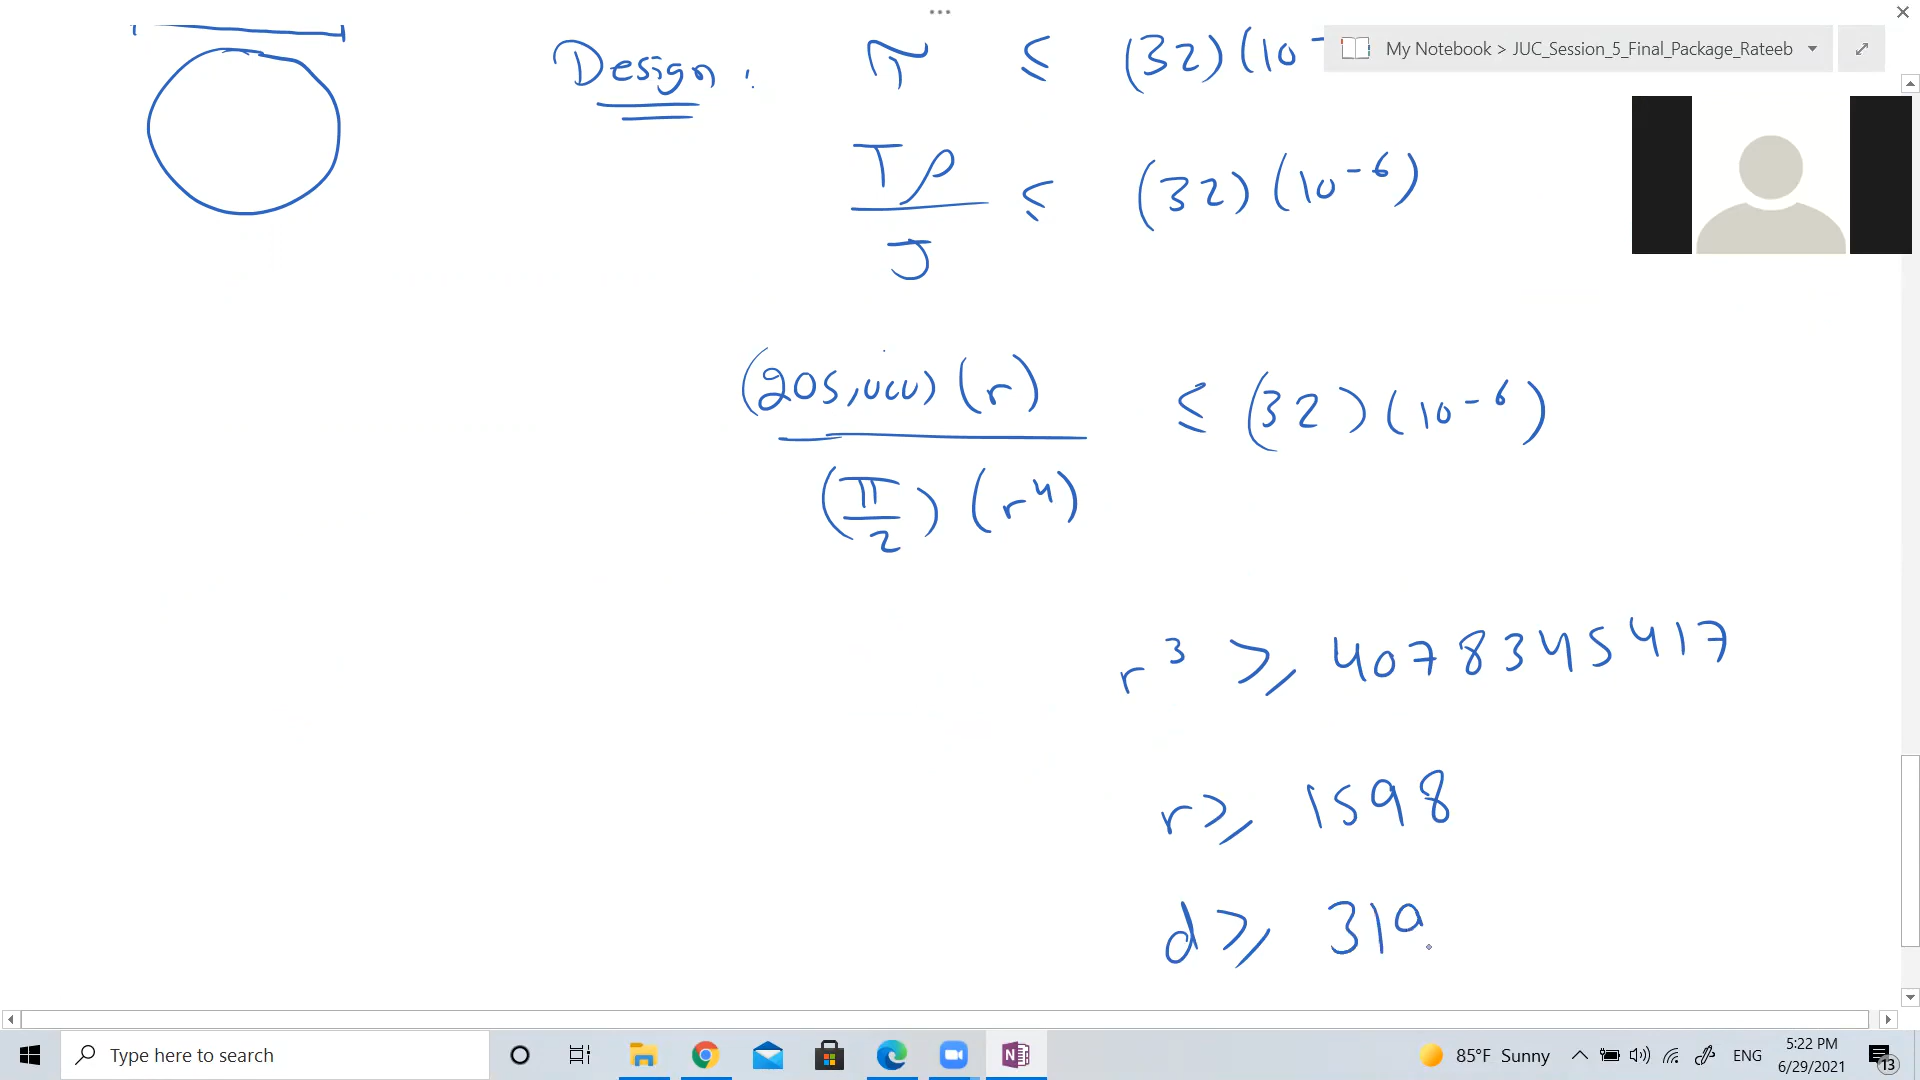 My Notebook > JUC_Session_5_Final_Package_Rateeb
Design : τ ≤ (32)(10⁻
Tρ / J ≤ (32)(10⁻⁶)
(205,000)(r) / (π/2)(r⁴) ≤ (32)(10⁻⁶)
r³ ≥ 4078345417
r ≥ 1598
d ≥ 319
Type here to search
85°F Sunny
ENG
5:22 PM
6/29/2021
13